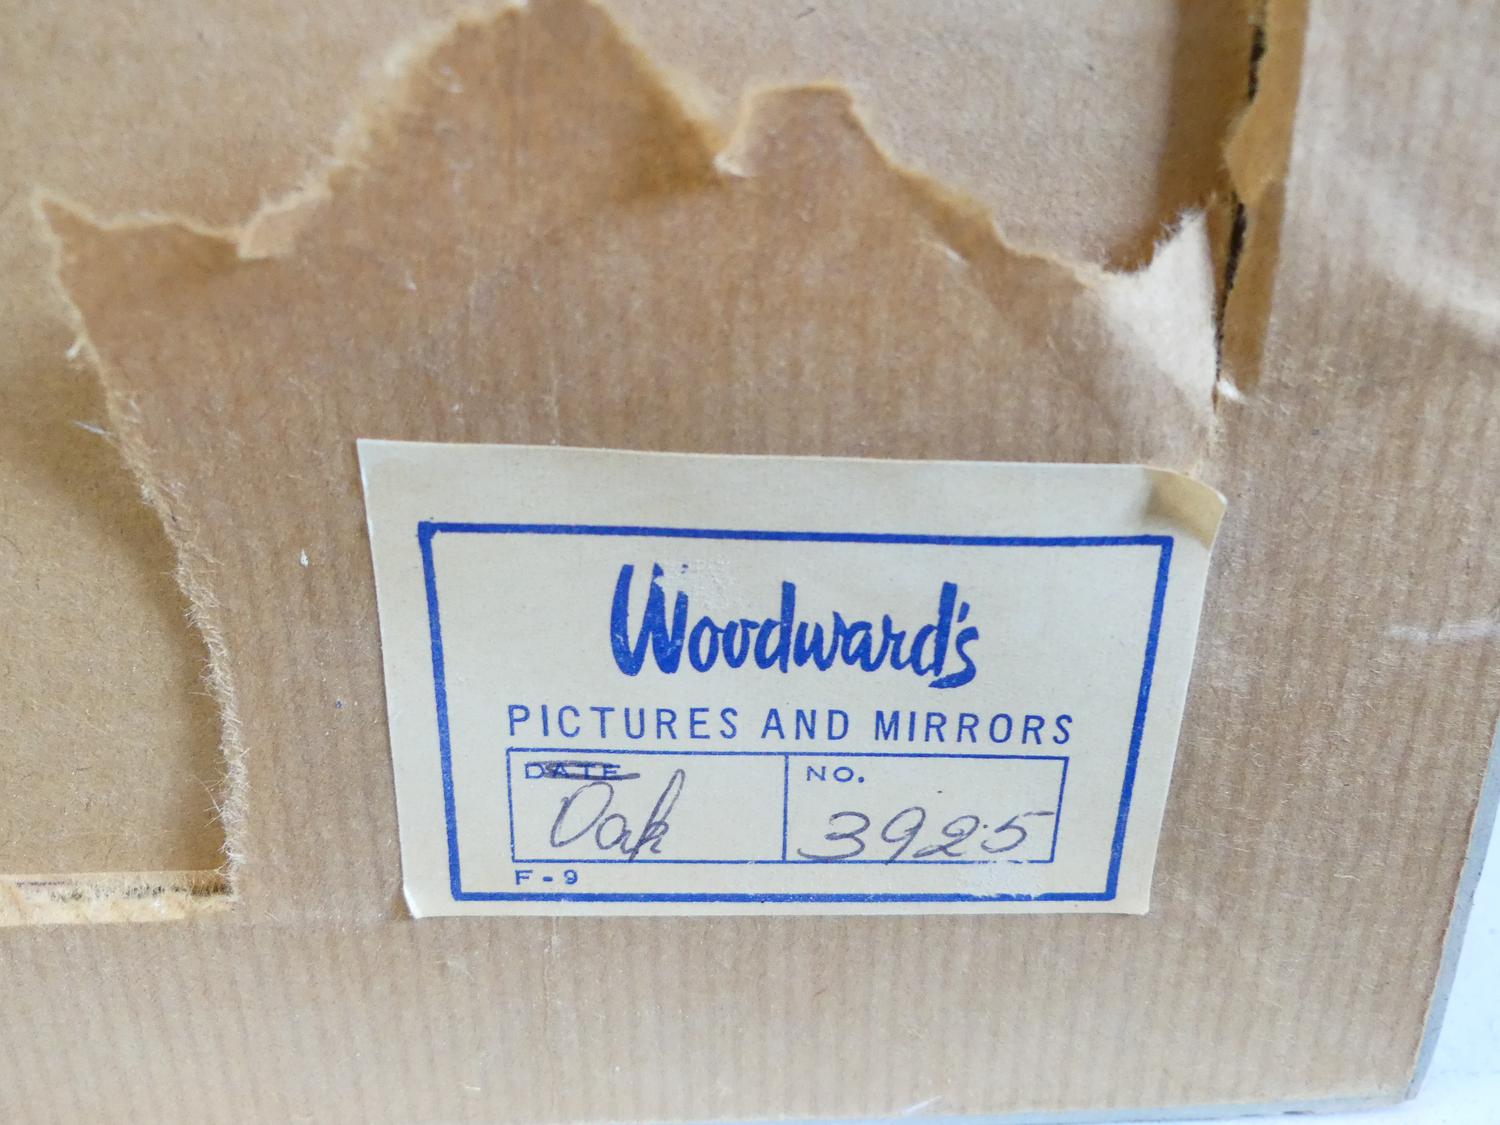 Woodward's
PICTURES AND MIRRORS
DATE NO.
Oak 3925
F-9